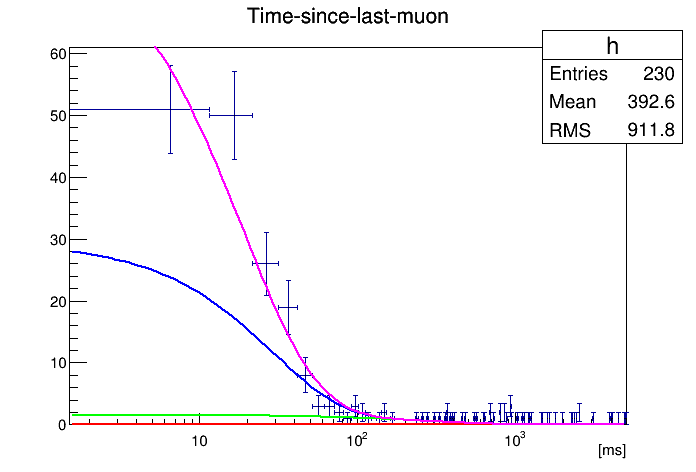 Time-since-last-muon
h
Entries 230
Mean 392.6
RMS 911.8
60
50
40
30
20
10
0
10 10² 10³
[ms]